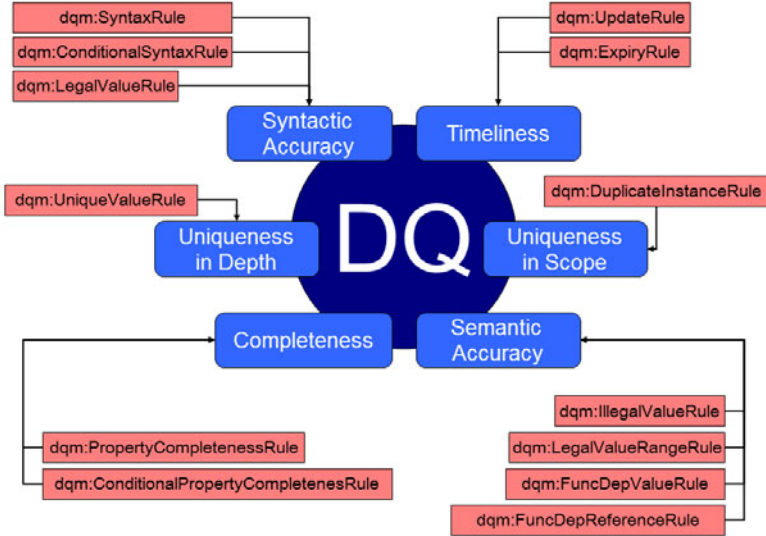 dqm:SyntaxRule
dqm:ConditionalSyntaxRule
dqm:LegalValueRule
dqm:UpdateRule
dqm:ExpiryRule
Syntactic
Accuracy
Timeliness
dqm:UniqueValueRule
dqm:DuplicateInstanceRule
Uniqueness
in Depth
DQ
Uniqueness
in Scope
Completeness
Semantic
Accuracy
dqm:PropertyCompletenessRule
dqm:ConditionalPropertyCompletenesRule
dqm:IllegalValueRule
dqm:LegalValueRangeRule
dqm:FuncDepValueRule
dqm:FuncDepReferenceRule